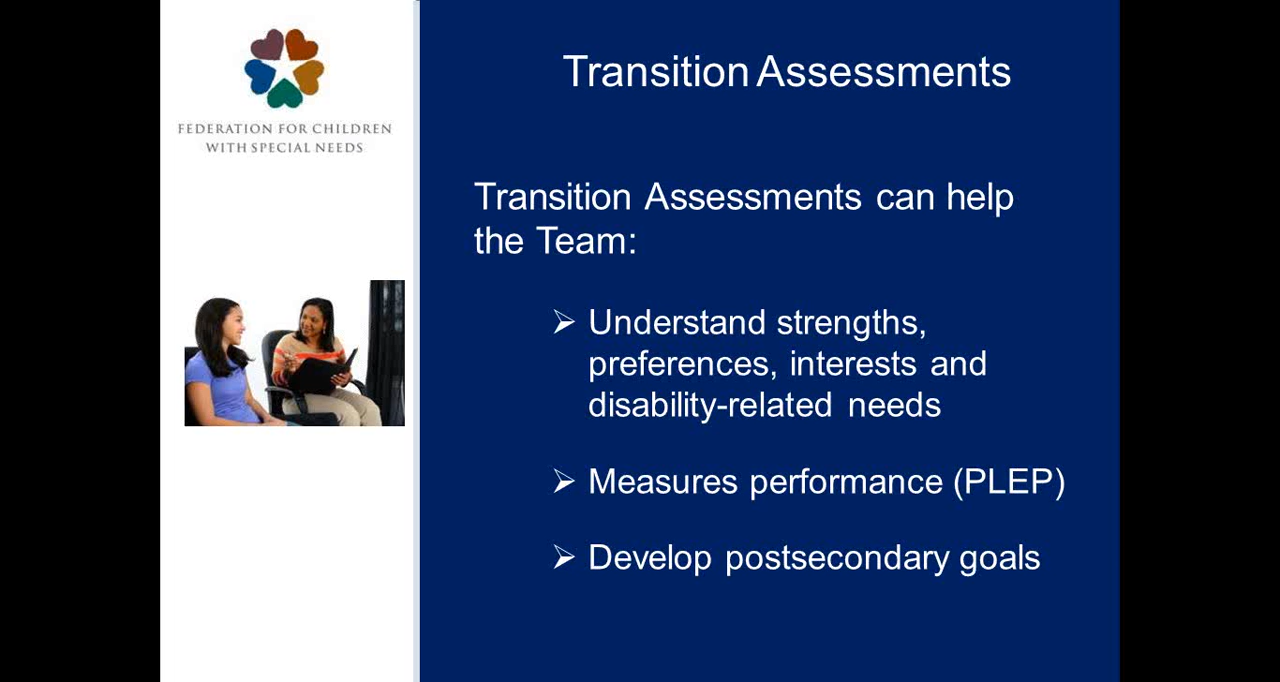 FEDERATION FOR CHILDREN
WITH SPECIAL NEEDS
Transition Assessments
Transition Assessments can help
the Team:
➢ Understand strengths,
preferences, interests and
disability-related needs
➢ Measures performance (PLEP)
➢ Develop postsecondary goals